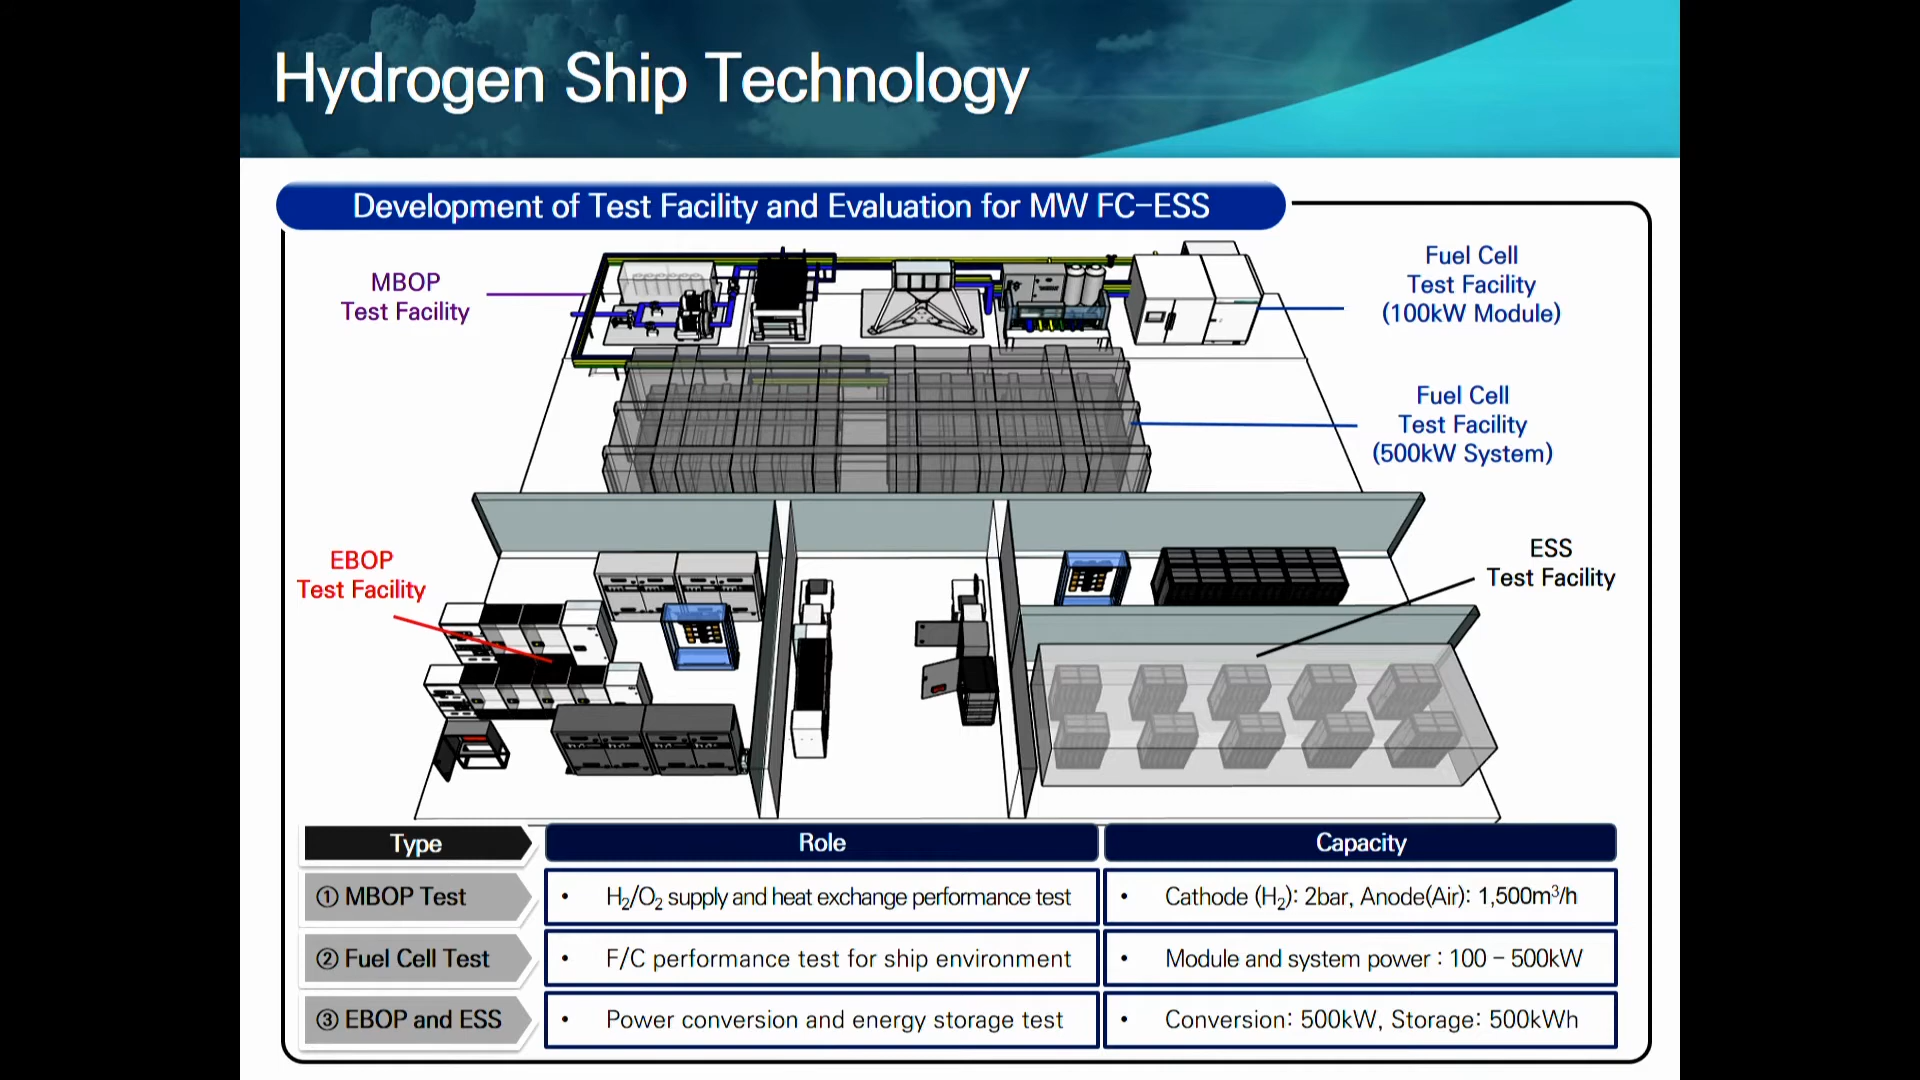 Hydrogen Ship Technology
Development of Test Facility and Evaluation for MW FC-ESS
MBOP
Test Facility
Fuel Cell
Test Facility
(100kW Module)
Fuel Cell
Test Facility
(500kW System)
EBOP
Test Facility
ESS
Test Facility
Type Role Capacity
① MBOP Test • H₂/O₂ supply and heat exchange performance test • Cathode (H₂): 2bar, Anode(Air): 1,500m³/h
② Fuel Cell Test • F/C performance test for ship environment • Module and system power : 100 – 500kW
③ EBOP and ESS • Power conversion and energy storage test • Conversion: 500kW, Storage: 500kWh